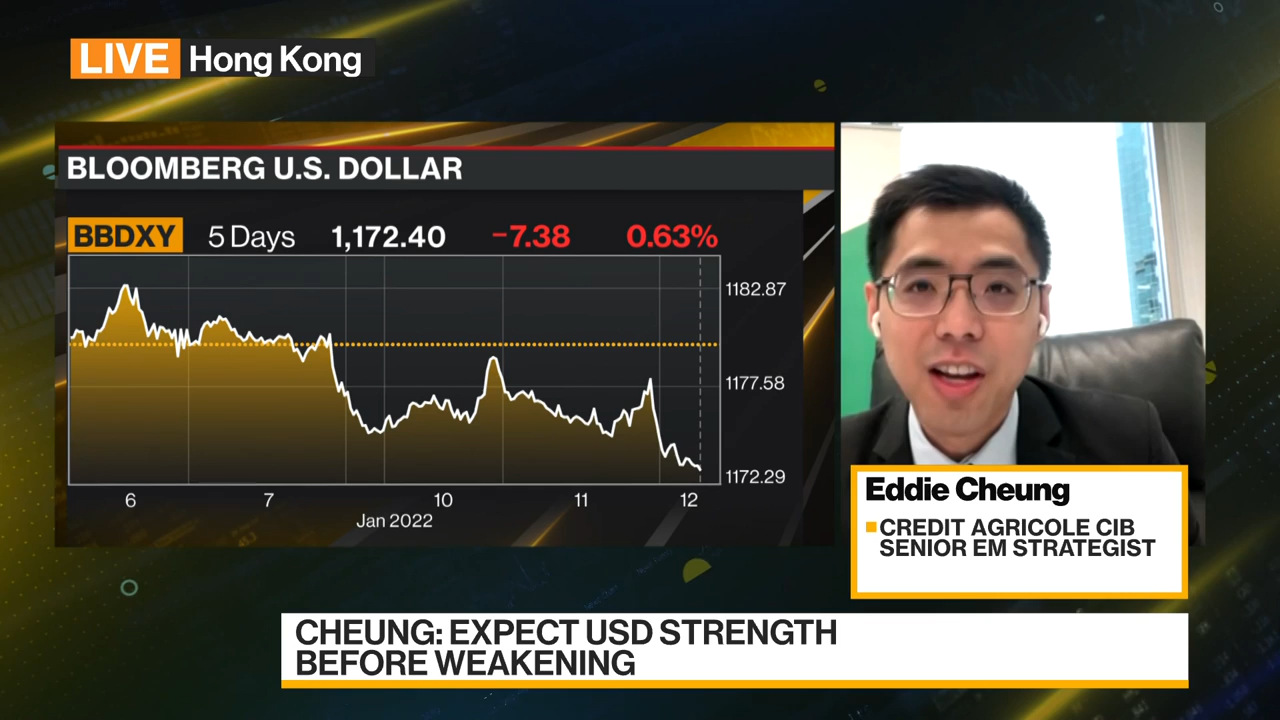 LIVE Hong Kong
BLOOMBERG U.S. DOLLAR
BBDXY 5 Days 1,172.40 −7.38 0.63%
1182.87
1177.58
1172.29
6 7 10 11 12
Jan 2022
Eddie Cheung
CREDIT AGRICOLE CIB
SENIOR EM STRATEGIST
CHEUNG: EXPECT USD STRENGTH
BEFORE WEAKENING